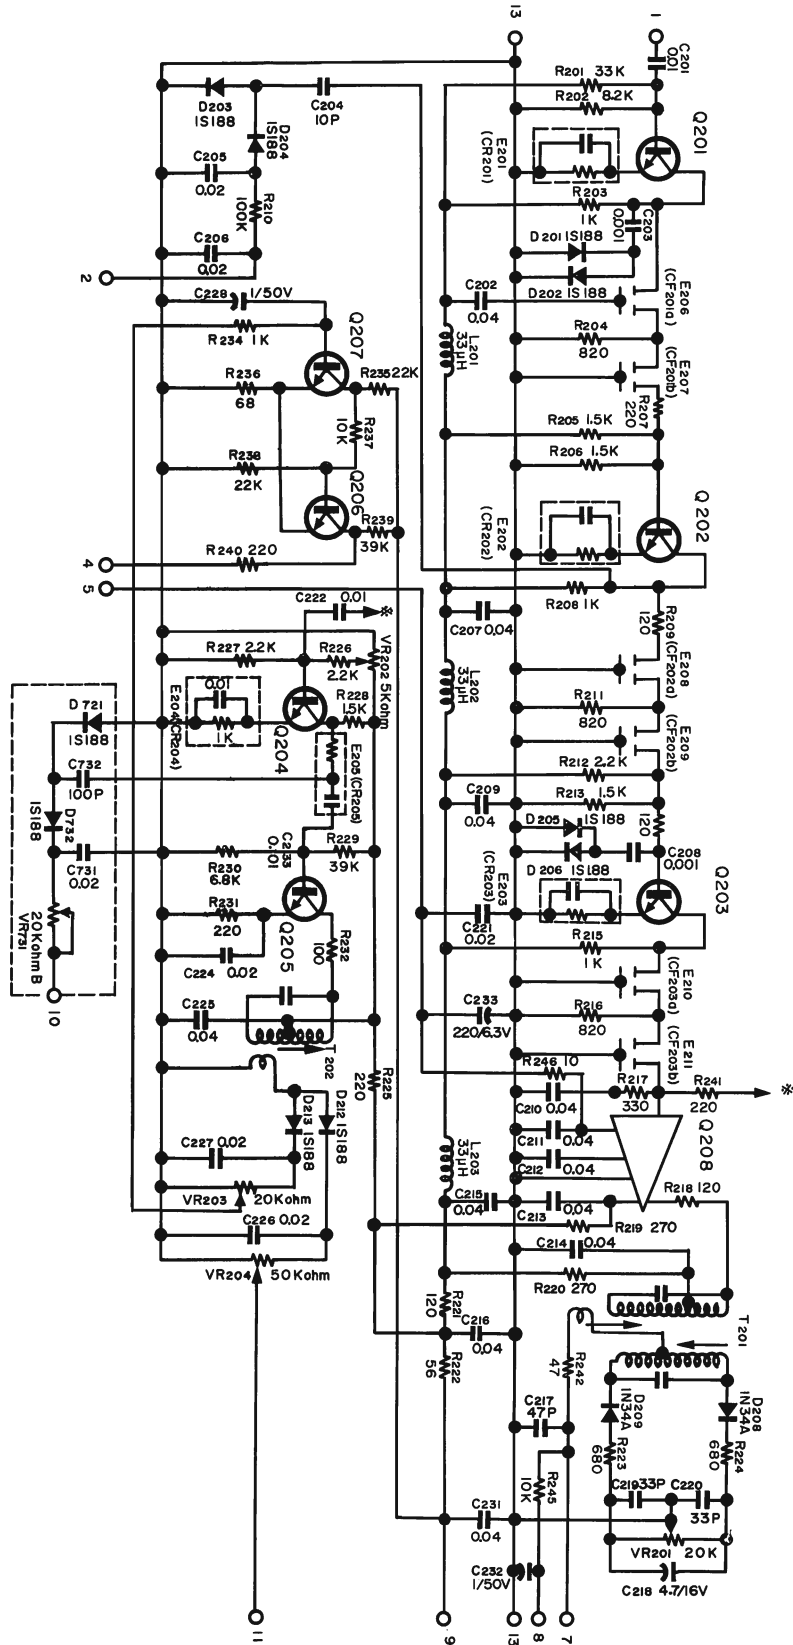 13
1
C201
0.01
R201 33K
R202 8.2K
Q201
E201
(CR201)
D203
1S188
C204
10P
D204
1S188
C205
0.02
R210
100K
C206
0.02
2
R203
1K
C203
0.001
D201 1S188
D202 1S188
E206
(CF201a)
C202
0.04
C228 1/50V
R234 1K
Q207
L201
33µH
R204
820
E207
(CF201b)
R207
220
R236
68
R235 22K
R237
10K
R205 1.5K
R206 1.5K
R238
22K
Q206
R239
39K
E202
(CR202)
Q202
R240 220
4
5
R208 1K
C222 0.01
※
C207 0.04
R209
120
R227 2.2K
R226
2.2K
VR202 5Kohm
L202
33µH
E208
(CF202a)
D721
1S188
E204(CR204)
0.01
1K
R228
1.5K
Q204
R211
820
E209
(CF202b)
C732
100P
E205(CR205)
R212 2.2K
D732
1S188
C209
0.04
R213 1.5K
D205 1S188
120
C731
0.02
R230
6.8K
C233
0.01
R229
39K
D206 1S188
C208
0.001
E203
(CR203)
Q203
20Kohm B
VR731
R231
220
Q205
R232
100
C221
0.02
C224 0.02
R215
1K
10
C225
0.04
T202
C233
220/6.3V
E210
(CF203a)
R216
820
E211
(CF203b)
R225
220
R246 10
C210 0.04
R217
330
R241
220
※
D213 1S188
D212 1S188
C211 0.04
Q208
C227 0.02
L203
33µH
C212 0.04
VR203 20Kohm
C215
0.04
C213 0.04
R218 120
C226 0.02
R219 270
C214 0.04
VR204 50Kohm
R220 270
R221
120
C216
0.04
T201
R222
56
R242
47
D209
1N34A
D208
1N34A
C217
47P
R223
680
R224
680
R245
10K
C219 33P
C220
33P
C231
0.04
VR201 20K
C232
1/50V
C218 4.7/16V
11
9
13
8
7